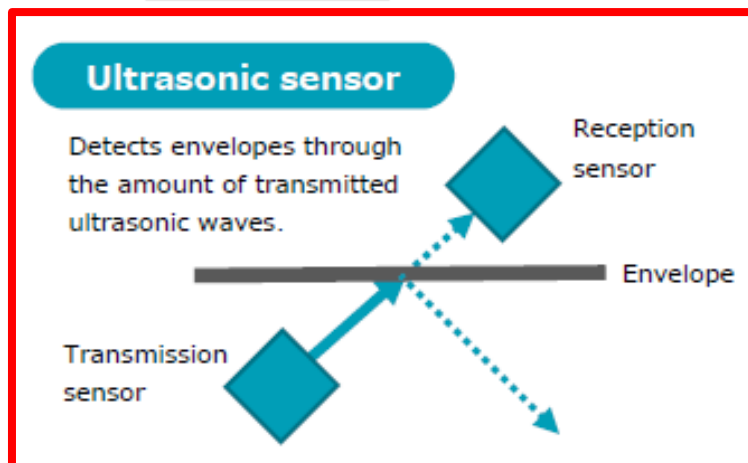 Ultrasonic sensor
Detects envelopes through
the amount of transmitted
ultrasonic waves.
Reception
sensor
Envelope
Transmission
sensor